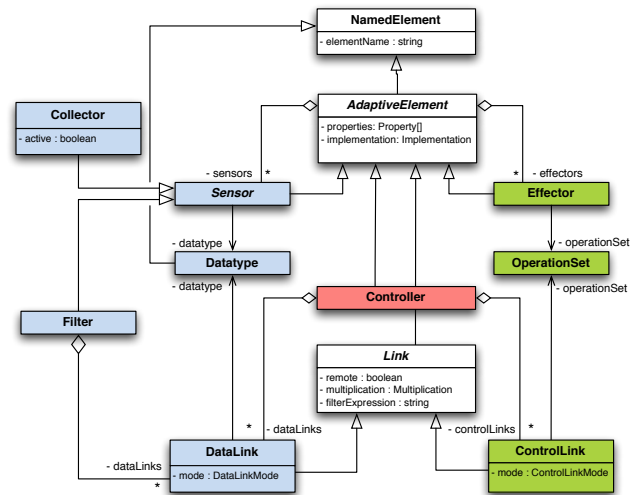 NamedElement
- elementName : string
Collector
- active : boolean
AdaptiveElement
- properties: Property[]
- implementation: Implementation
- sensors
*
*
- effectors
Sensor
Effector
- datatype
- operationSet
Datatype
OperationSet
- datatype
- operationSet
Controller
Filter
Link
- remote : boolean
- multiplication : Multiplication
- filterExpression : string
*
- dataLinks
- controlLinks
*
DataLink
- mode : DataLinkMode
ControlLink
- mode : ControlLinkMode
- dataLinks
*